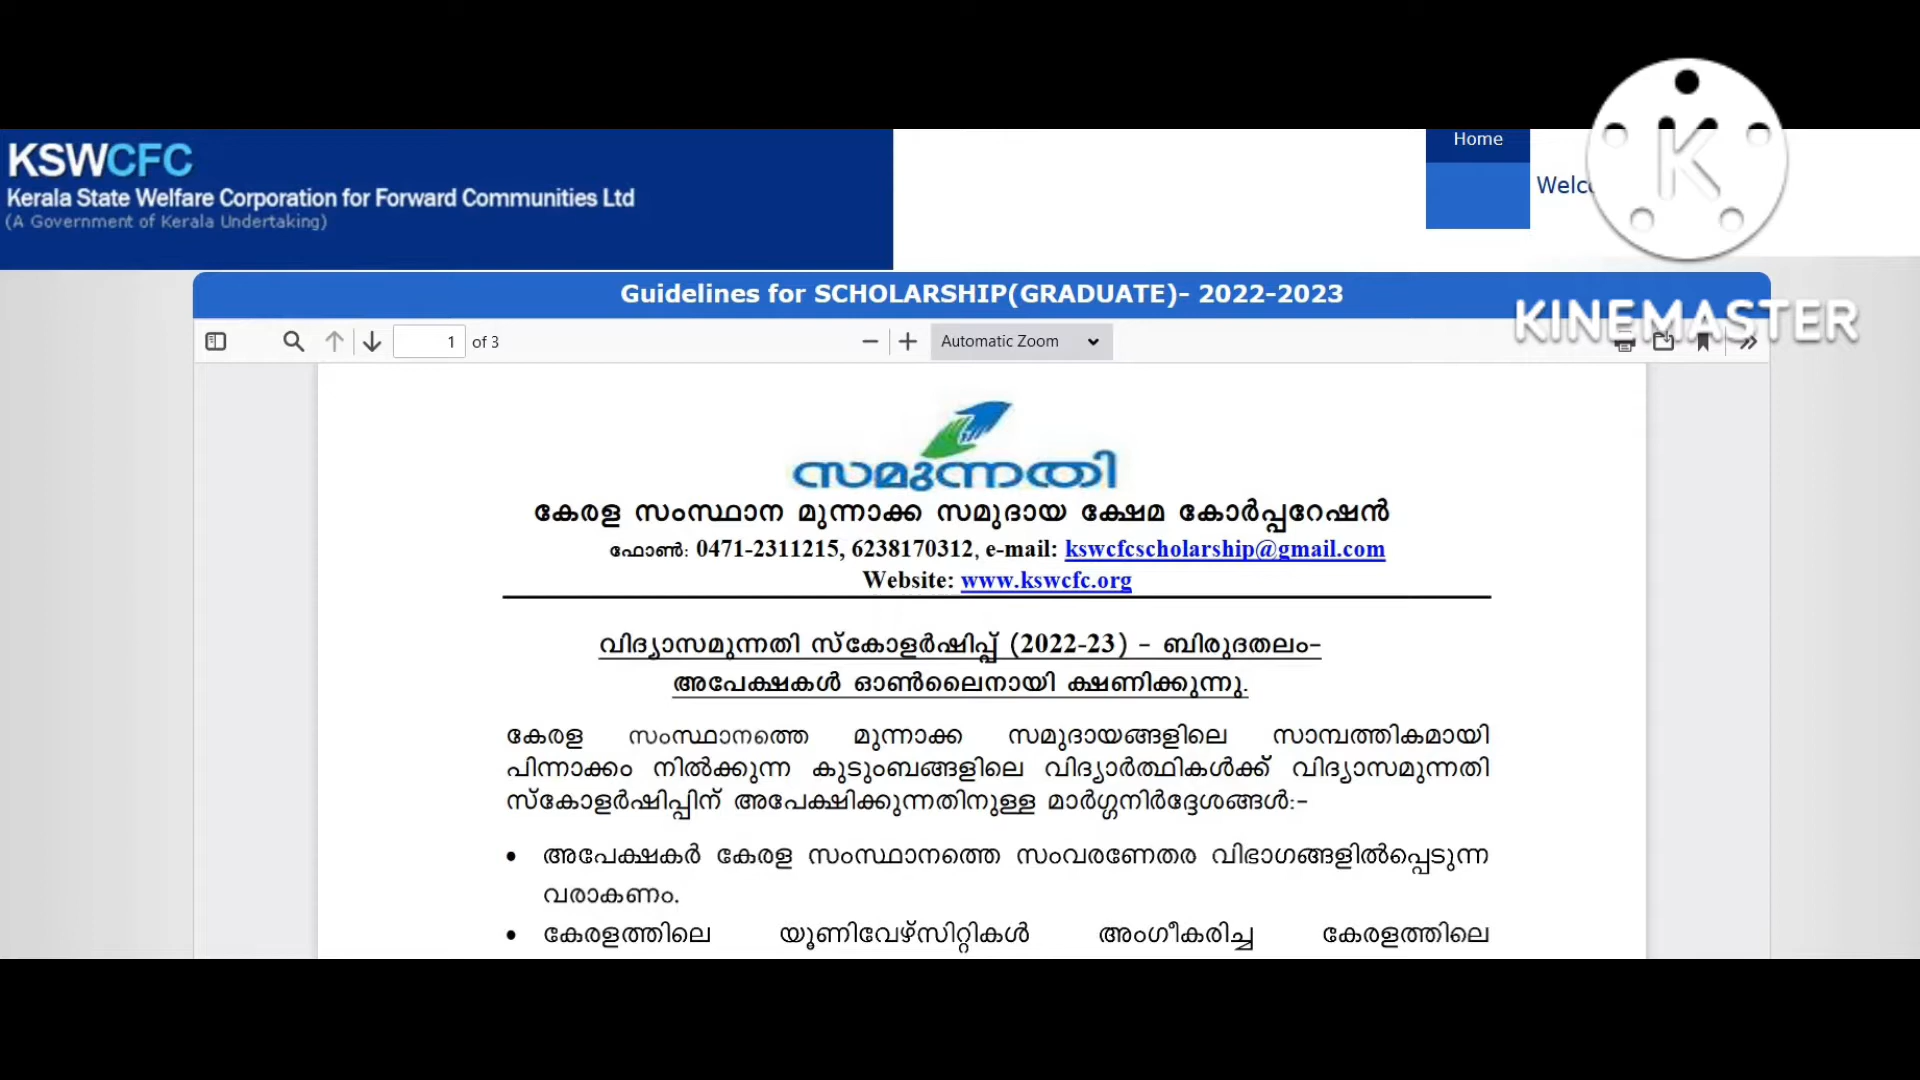 KSWCFC
Kerala State Welfare Corporation for Forward Communities Ltd
(A Government of Kerala Undertaking)
Home
K
KINEMASTER
Guidelines for SCHOLARSHIP(GRADUATE)- 2022-2023
1 of 3
Automatic Zoom
സമുന്നതി
കേരള സംസ്ഥാന മുന്നാക്ക സമുദായ ക്ഷേമ കോർപ്പറേഷൻ
ഫോൺ: 0471-2311215, 6238170312, e-mail: kswcfcscholarship@gmail.com
Website: www.kswcfc.org
വിദ്യാസമുന്നതി സ്കോളർഷിപ്പ് (2022-23) - ബിരുദതലം-
അപേക്ഷകൾ ഓൺലൈനായി ക്ഷണിക്കുന്നു.
കേരള സംസ്ഥാനത്തെ മുന്നാക്ക സമുദായങ്ങളിലെ സാമ്പത്തികമായി
പിന്നാക്കം നിൽക്കുന്ന കുടുംബങ്ങളിലെ വിദ്യാർത്ഥികൾക്ക് വിദ്യാസമുന്നതി
സ്കോളർഷിപ്പിന് അപേക്ഷിക്കുന്നതിനുള്ള മാർഗ്ഗനിർദ്ദേശങ്ങൾ:-
• അപേക്ഷകർ കേരള സംസ്ഥാനത്തെ സംവരണേതര വിഭാഗങ്ങളിൽപ്പെടുന്ന
വരാകണം.
• കേരളത്തിലെ യൂണിവേഴ്സിറ്റികൾ അംഗീകരിച്ച കേരളത്തിലെ